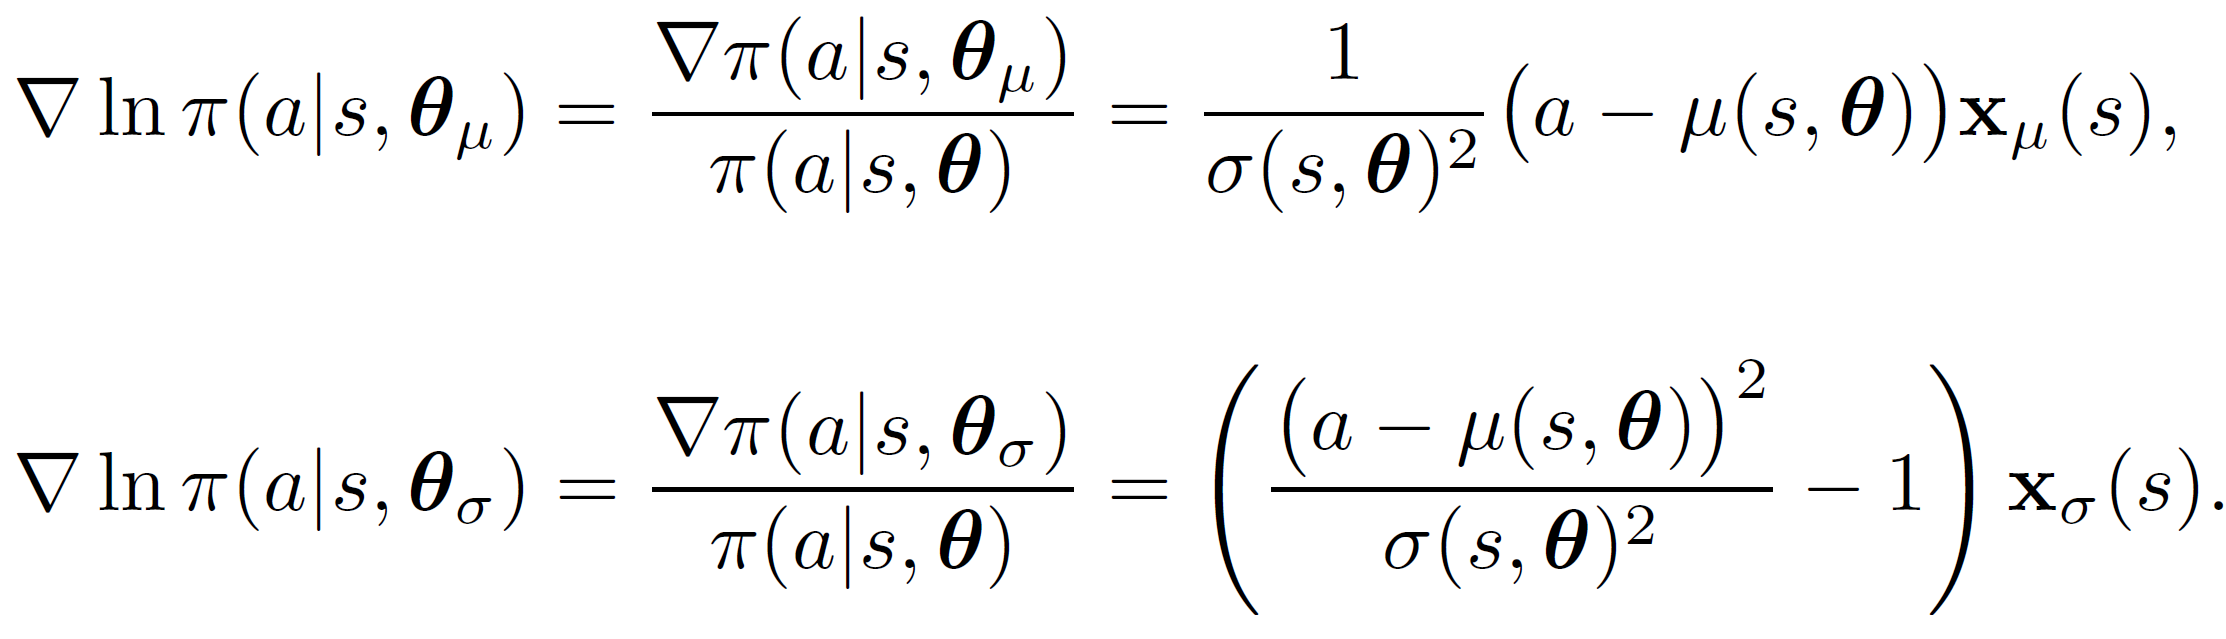 ∇ ln π(a|s, θ_μ) = ∇π(a|s, θ_μ) / π(a|s, θ) = 1 / σ(s, θ)² (a − μ(s, θ)) x_μ(s),
∇ ln π(a|s, θ_σ) = ∇π(a|s, θ_σ) / π(a|s, θ) = ( (a − μ(s, θ))² / σ(s, θ)² − 1 ) x_σ(s).